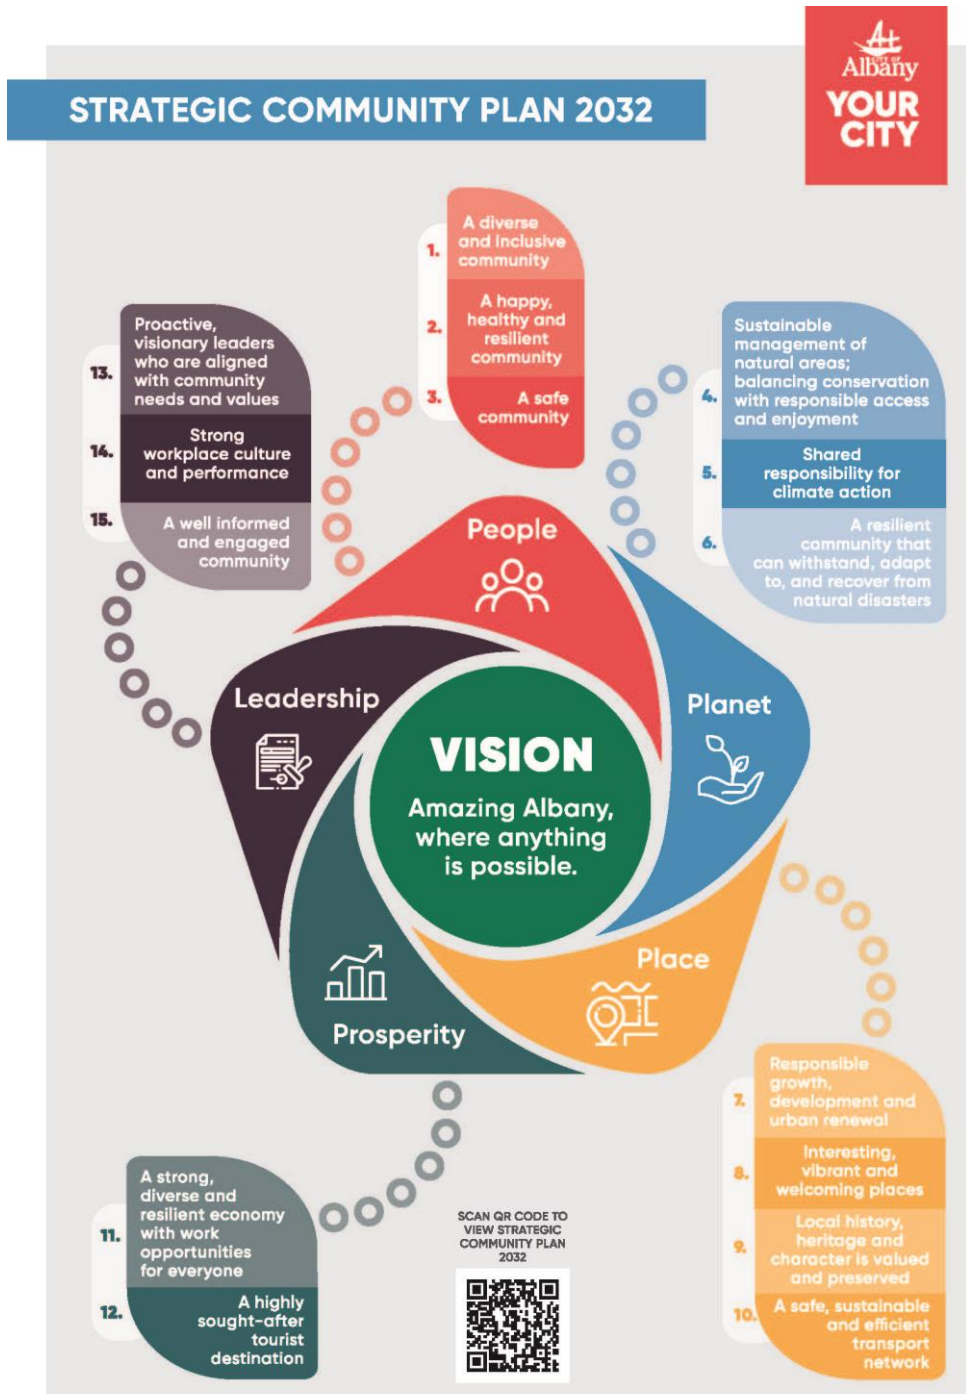 CITY OF
Albany
YOUR
CITY
STRATEGIC COMMUNITY PLAN 2032
1.
A diverse
and inclusive
community
2.
A happy,
healthy and
resilient
community
3.
A safe
community
13.
Proactive,
visionary leaders
who are aligned
with community
needs and values
14.
Strong
workplace culture
and performance
15.
A well informed
and engaged
community
4.
Sustainable
management of
natural areas;
balancing conservation
with responsible access
and enjoyment
5.
Shared
responsibility for
climate action
6.
A resilient
community that
can withstand, adapt
to, and recover from
natural disasters
People
Leadership
Planet
VISION
Amazing Albany,
where anything
is possible.
Place
Prosperity
7.
Responsible
growth,
development and
urban renewal
8.
Interesting,
vibrant and
welcoming places
9.
Local history,
heritage and
character is valued
and preserved
10.
A safe, sustainable
and efficient
transport
network
11.
A strong,
diverse and
resilient economy
with work
opportunities
for everyone
12.
A highly
sought-after
tourist
destination
SCAN QR CODE TO
VIEW STRATEGIC
COMMUNITY PLAN
2032